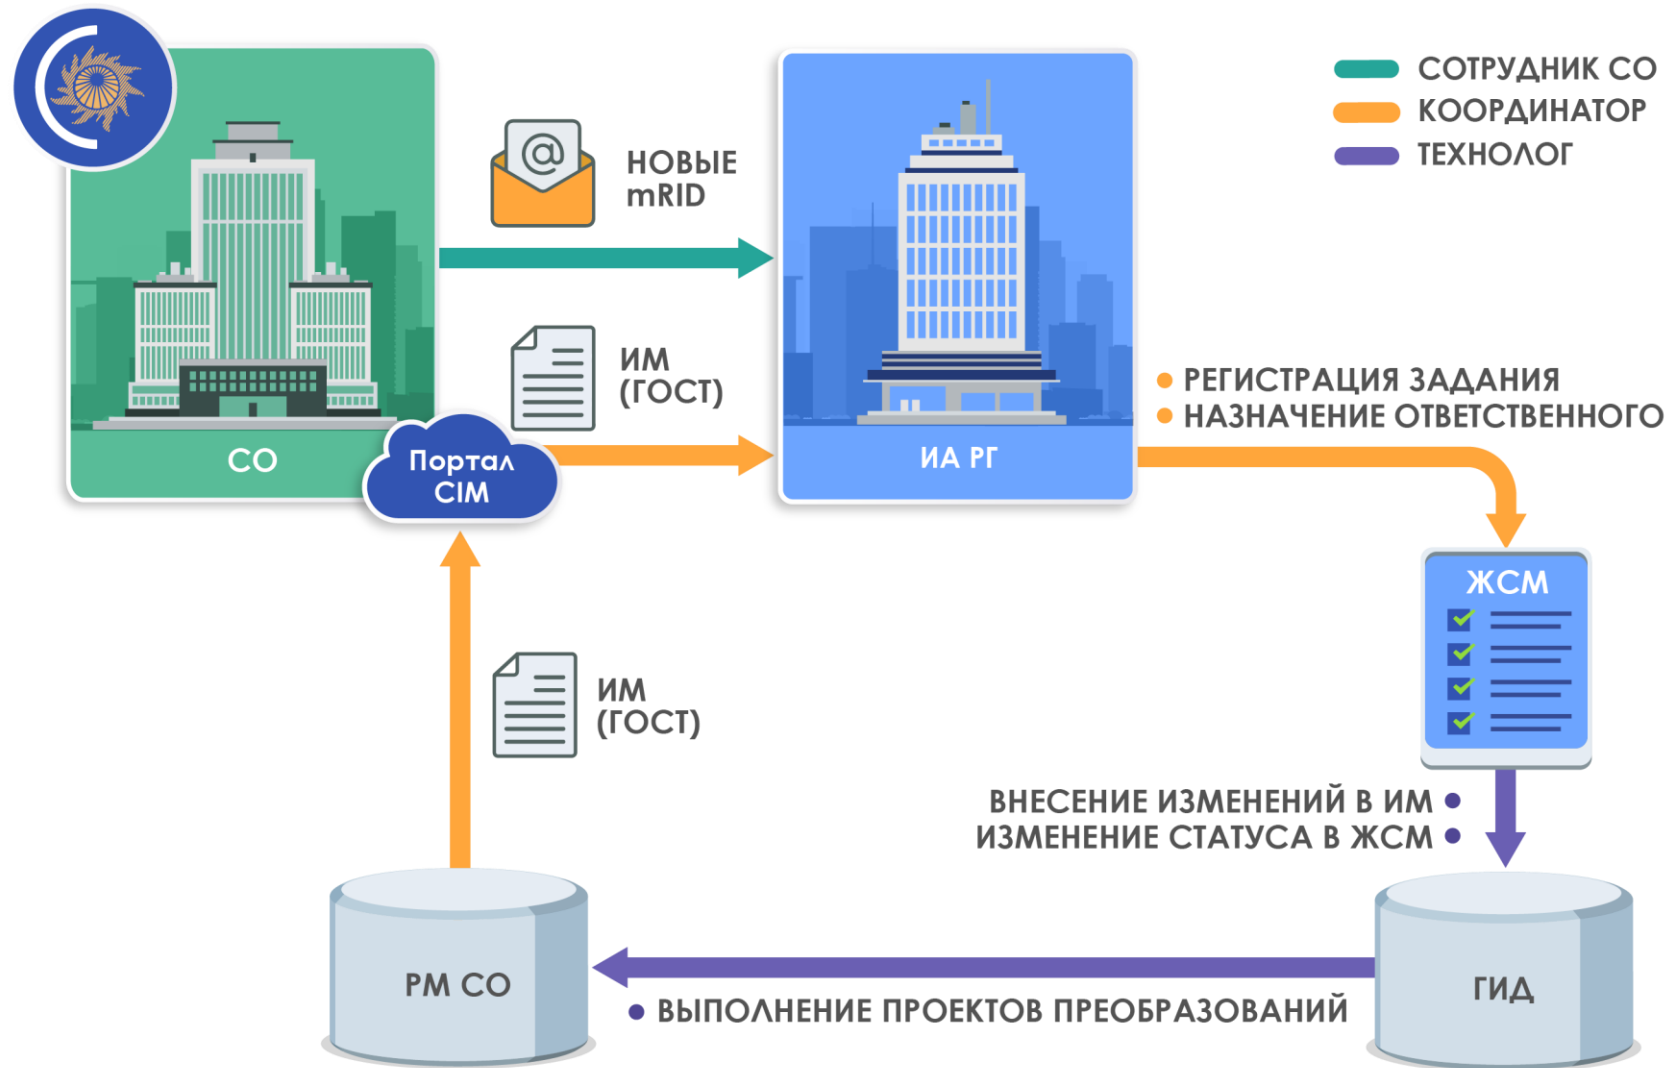 СОТРУДНИК СО
КООРДИНАТОР
ТЕХНОЛОГ
@
НОВЫЕ
mRID
ИМ
(ГОСТ)
СО
Портал
CIM
ИА РГ
• РЕГИСТРАЦИЯ ЗАДАНИЯ
• НАЗНАЧЕНИЕ ОТВЕТСТВЕННОГО
ЖСМ
ИМ
(ГОСТ)
ВНЕСЕНИЕ ИЗМЕНЕНИЙ В ИМ •
ИЗМЕНЕНИЕ СТАТУСА В ЖСМ •
РМ СО
ГИД
• ВЫПОЛНЕНИЕ ПРОЕКТОВ ПРЕОБРАЗОВАНИЙ